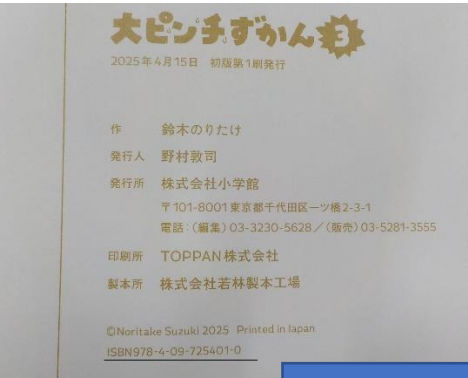 大ピンチずかん3
2025年4月15日 初版第1刷発行
作 鈴木のりたけ
発行人 野村敦司
発行所 株式会社小学館
〒101-8001 東京都千代田区一ツ橋2-3-1
電話:(編集)03-3230-5628/(販売)03-5281-3555
印刷所 TOPPAN株式会社
製本所 株式会社若林製本工場
©Noritake Suzuki 2025 Printed in Japan
ISBN978-4-09-725401-0